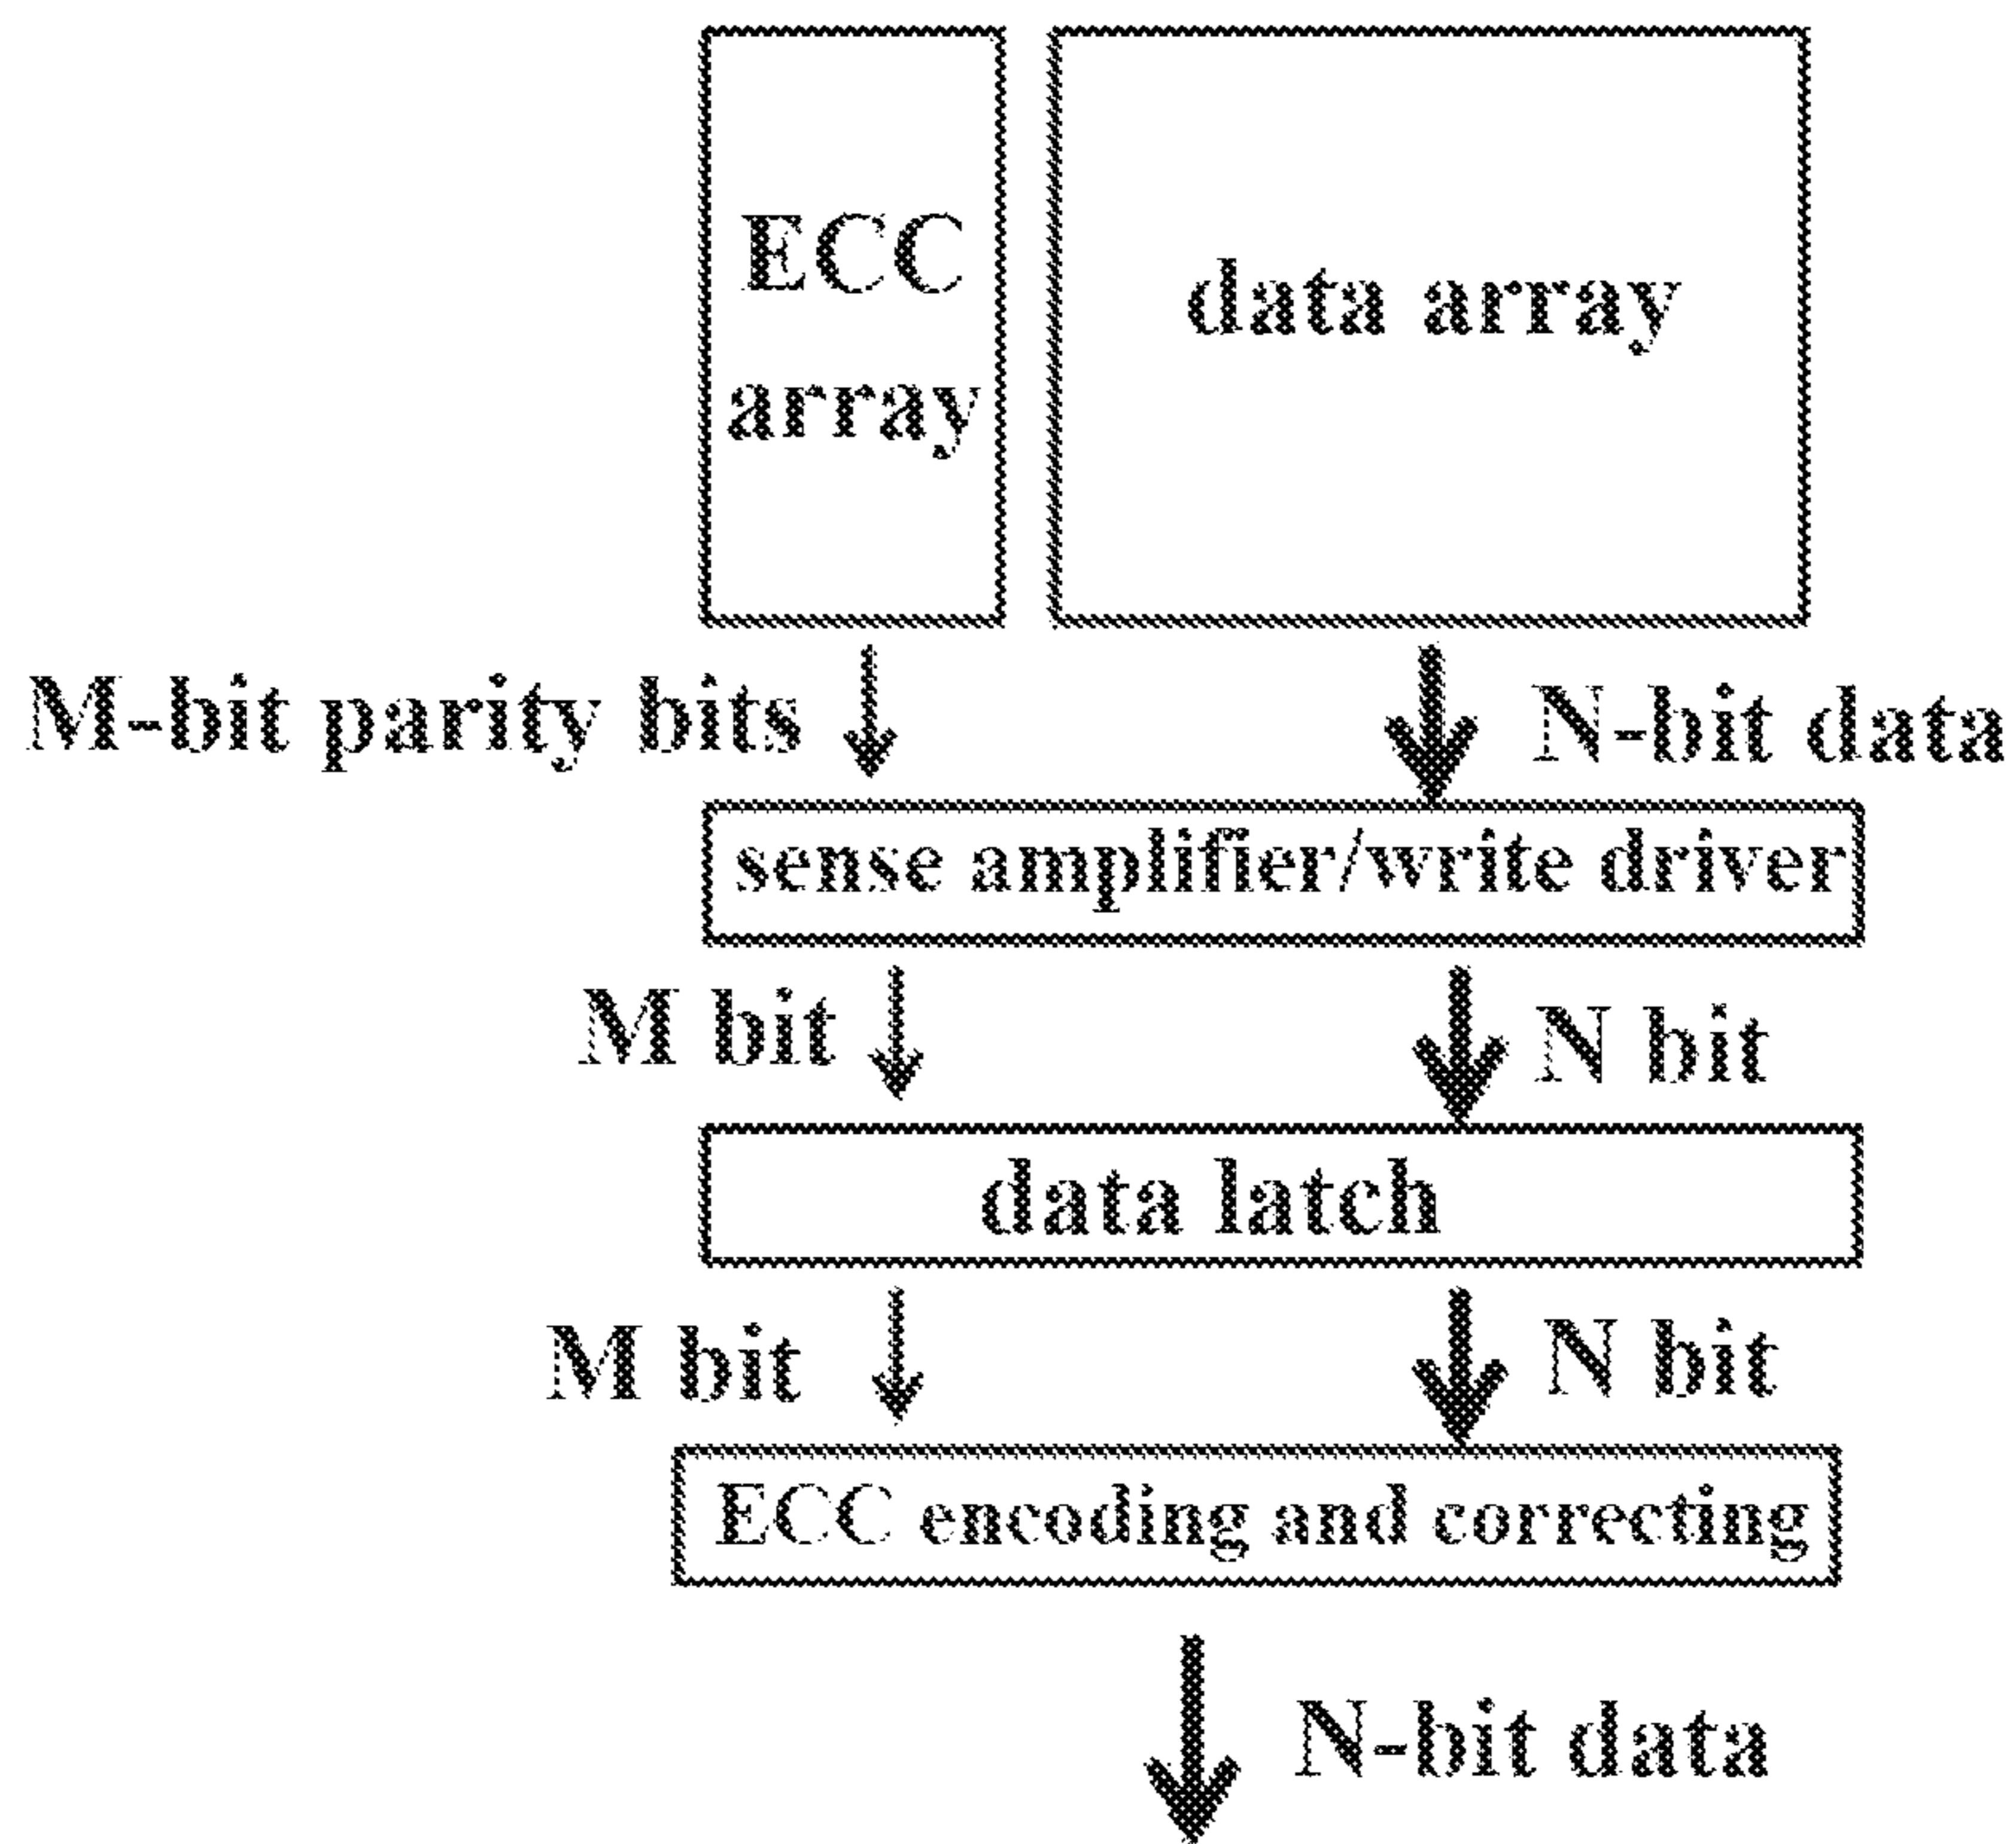 ECC
array
data array
M-bit parity bits
N-bit data
sense amplifier/write driver
M bit
N bit
data latch
M bit
N bit
ECC encoding and correcting
N-bit data